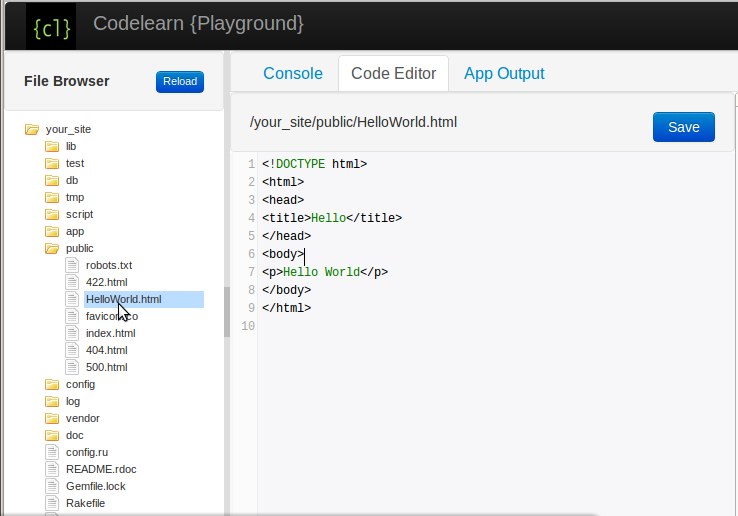 {cl} Codelearn {Playground}
File Browser
Reload
your_site
lib
test
db
tmp
script
app
public
robots.txt
422.html
HelloWorld.html
favicon.ico
index.html
404.html
500.html
config
log
vendor
doc
config.ru
README.rdoc
Gemfile.lock
Rakefile
Console Code Editor App Output
/your_site/public/HelloWorld.html
Save
1 <!DOCTYPE html>
2 <html>
3 <head>
4 <title>Hello</title>
5 </head>
6 <body>
7 <p>Hello World</p>
8 </body>
9 </html>
10